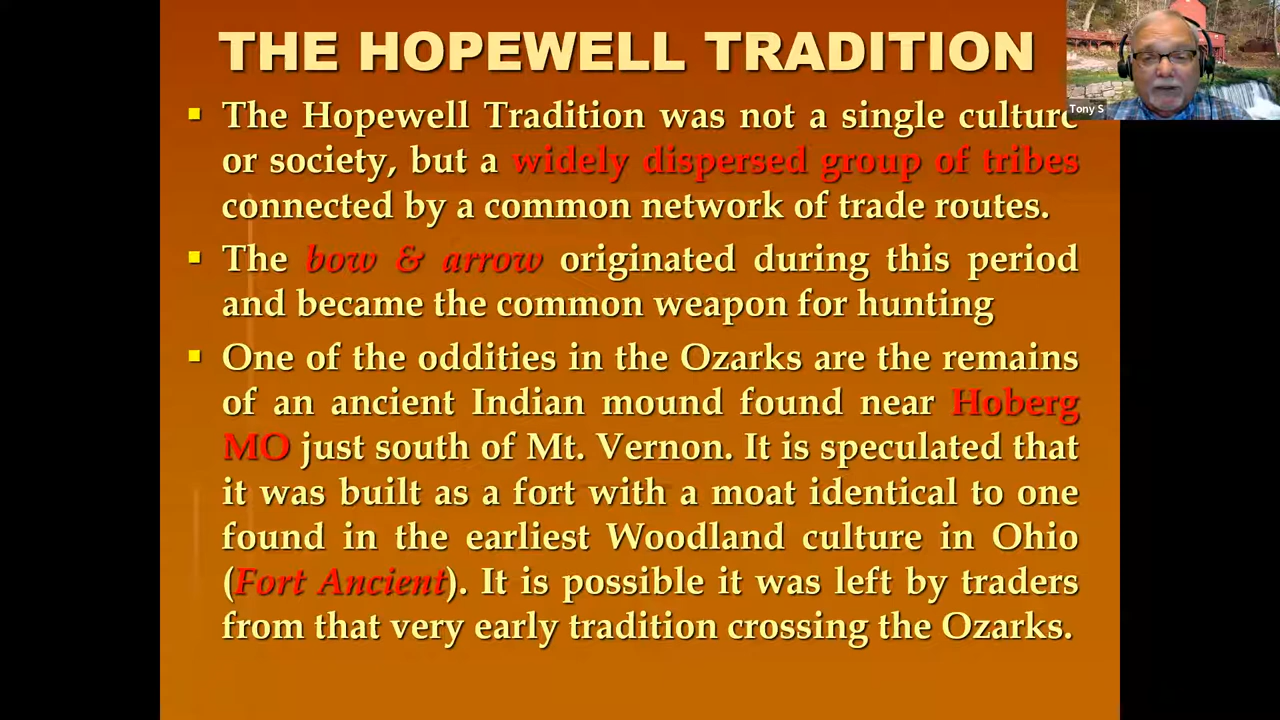 THE HOPEWELL TRADITION
Tony S
▪ The Hopewell Tradition was not a single culture
or society, but a widely dispersed group of tribes
connected by a common network of trade routes.
▪ The bow & arrow originated during this period
and became the common weapon for hunting
▪ One of the oddities in the Ozarks are the remains
of an ancient Indian mound found near Hoberg
MO just south of Mt. Vernon. It is speculated that
it was built as a fort with a moat identical to one
found in the earliest Woodland culture in Ohio
(Fort Ancient). It is possible it was left by traders
from that very early tradition crossing the Ozarks.